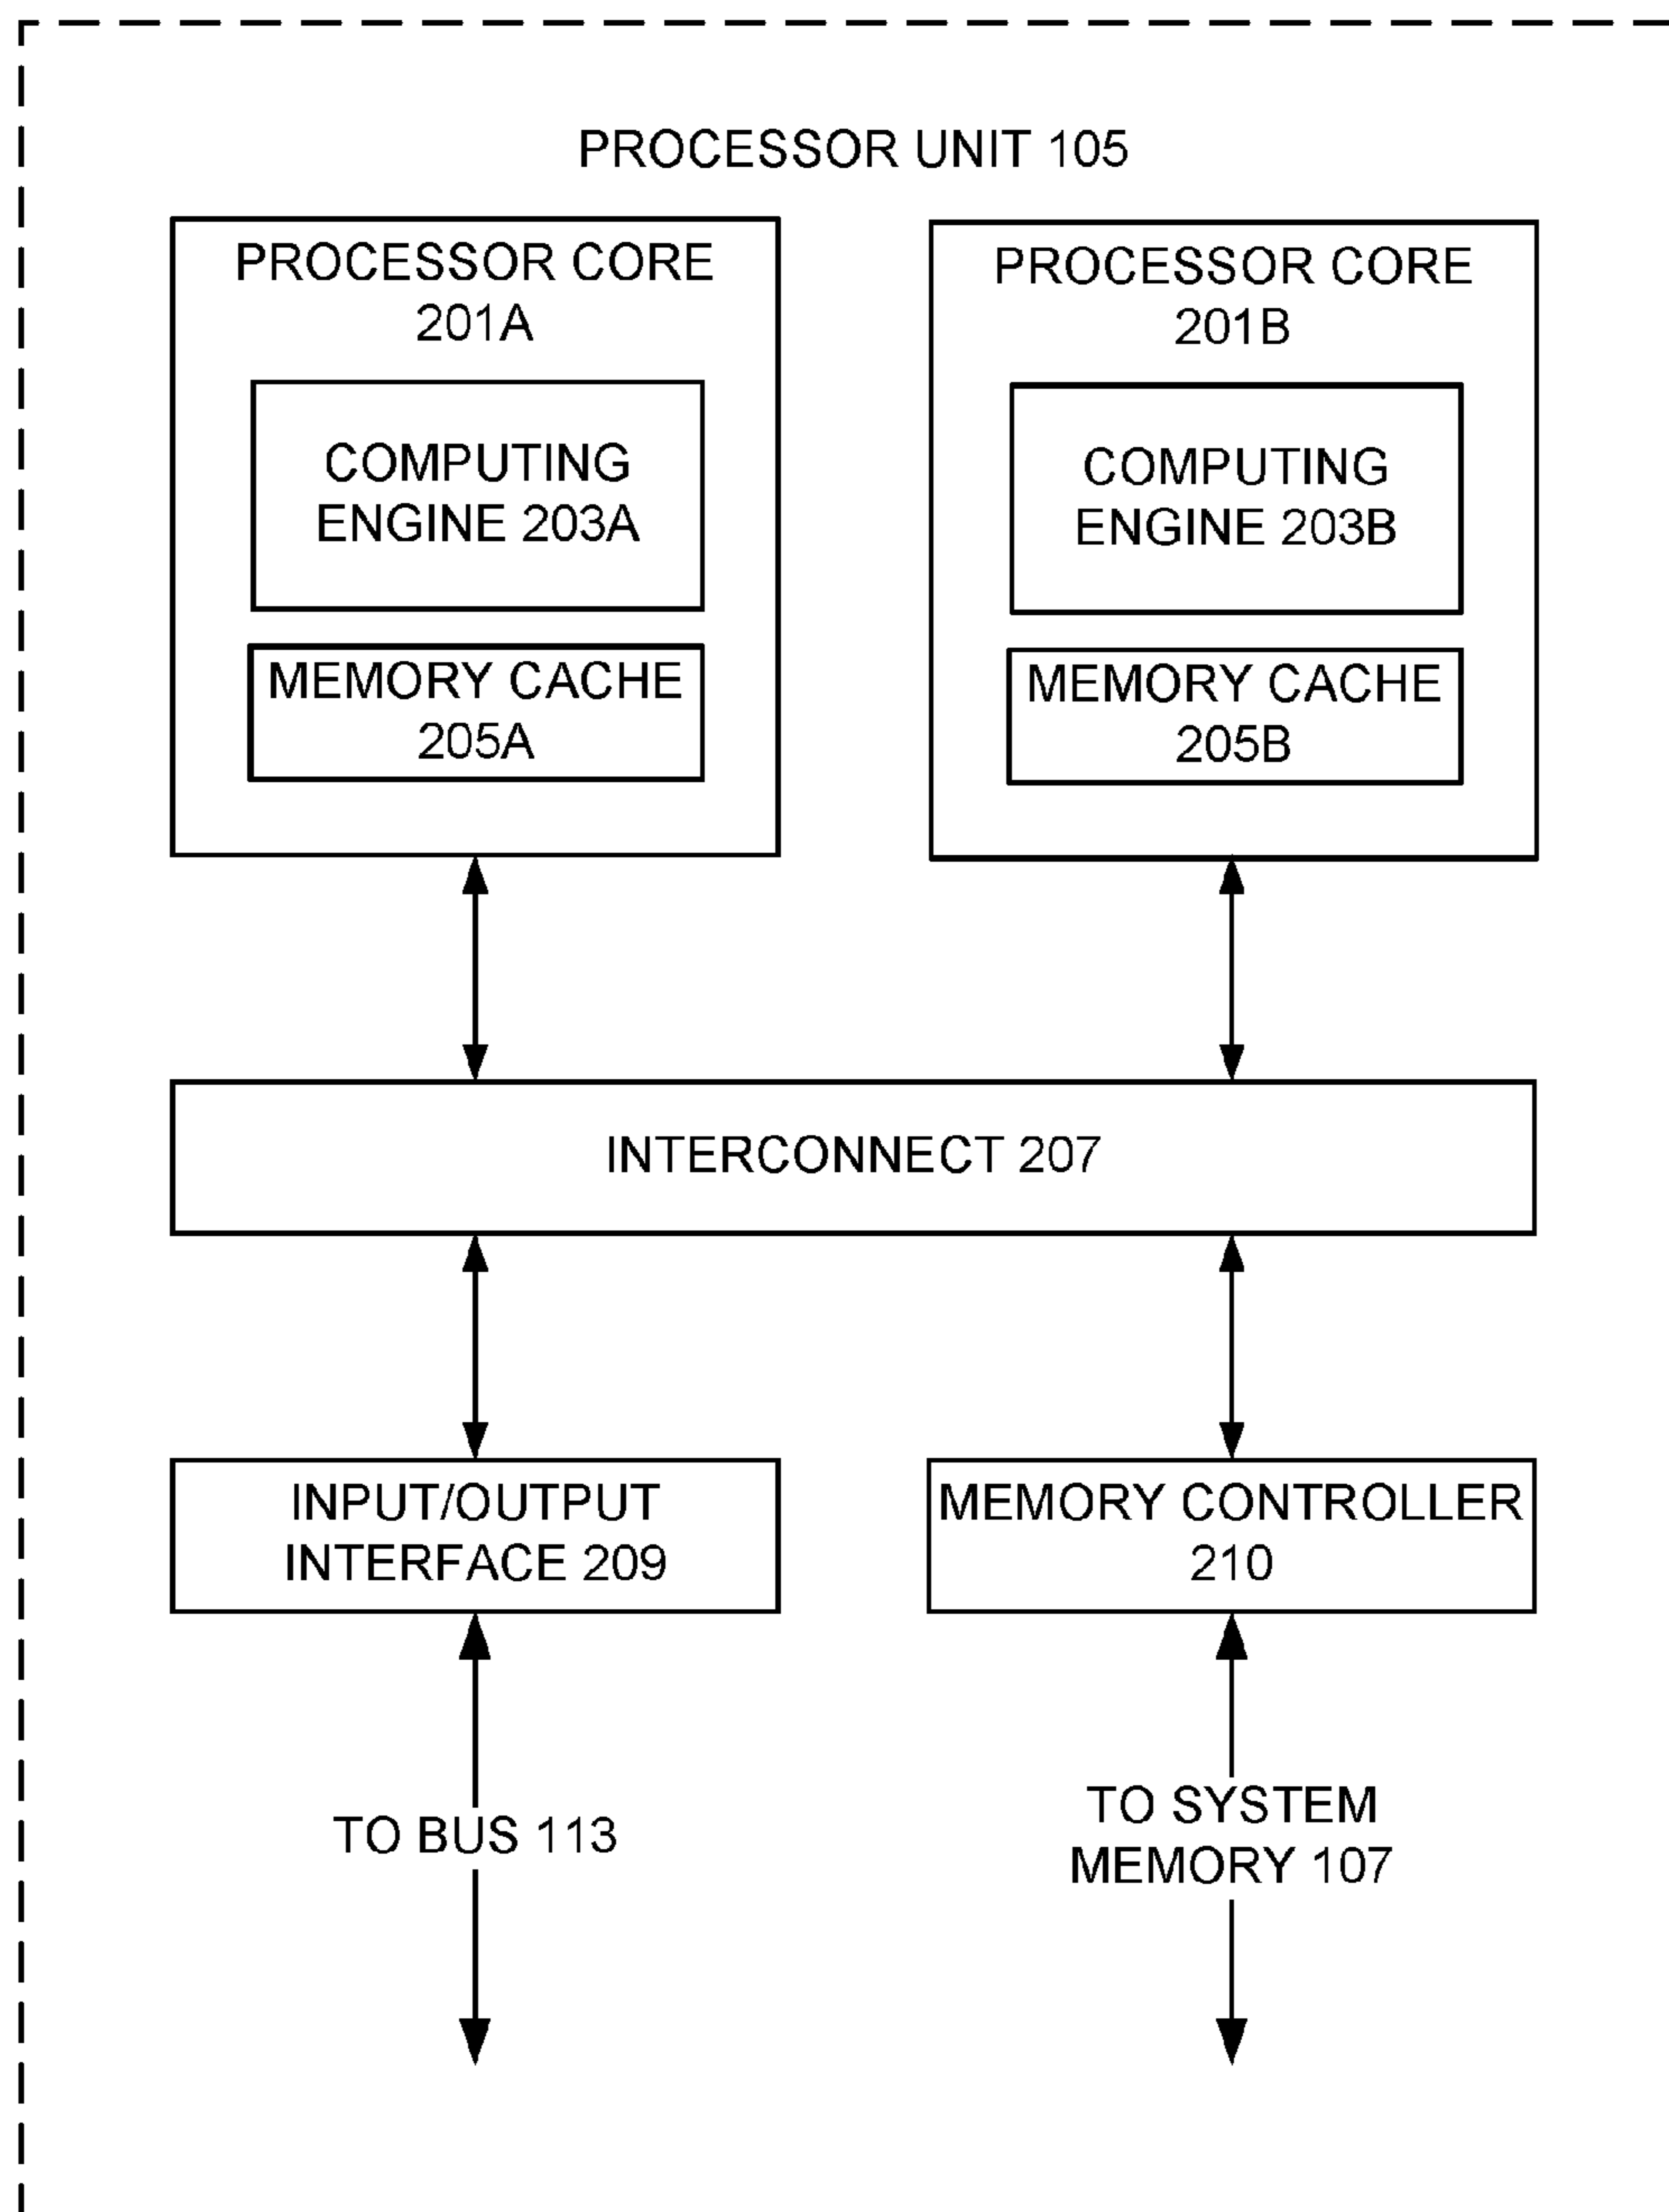 PROCESSOR UNIT 105
PROCESSOR CORE
201A
COMPUTING
ENGINE 203A
MEMORY CACHE
205A
PROCESSOR CORE
201B
COMPUTING
ENGINE 203B
MEMORY CACHE
205B
INTERCONNECT 207
INPUT/OUTPUT
INTERFACE 209
MEMORY CONTROLLER
210
TO BUS 113
TO SYSTEM
MEMORY 107